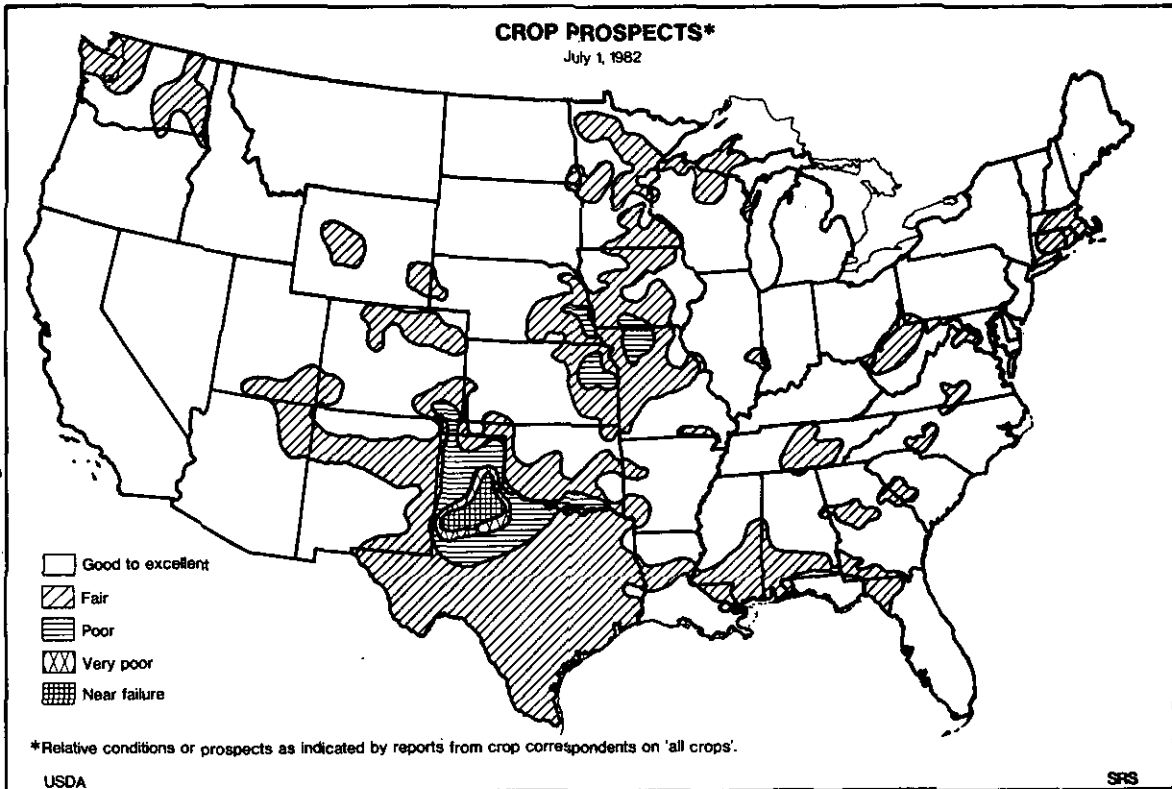 CROP PROSPECTS*
July 1, 1982
Good to excellent
Fair
Poor
Very poor
Near failure
*Relative conditions or prospects as indicated by reports from crop correspondents on 'all crops'.
USDA
SRS